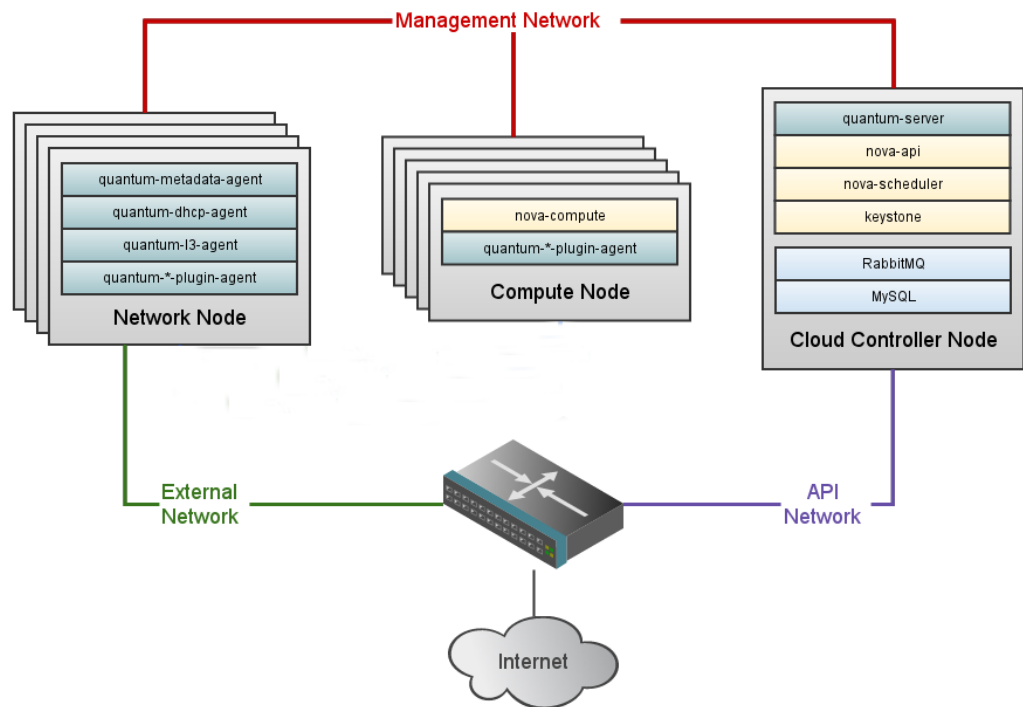 Management Network
quantum-metadata-agent
quantum-dhcp-agent
quantum-l3-agent
quantum-*-plugin-agent
Network Node
nova-compute
quantum-*-plugin-agent
Compute Node
quantum-server
nova-api
nova-scheduler
keystone
RabbitMQ
MySQL
Cloud Controller Node
External
Network
API
Network
Internet